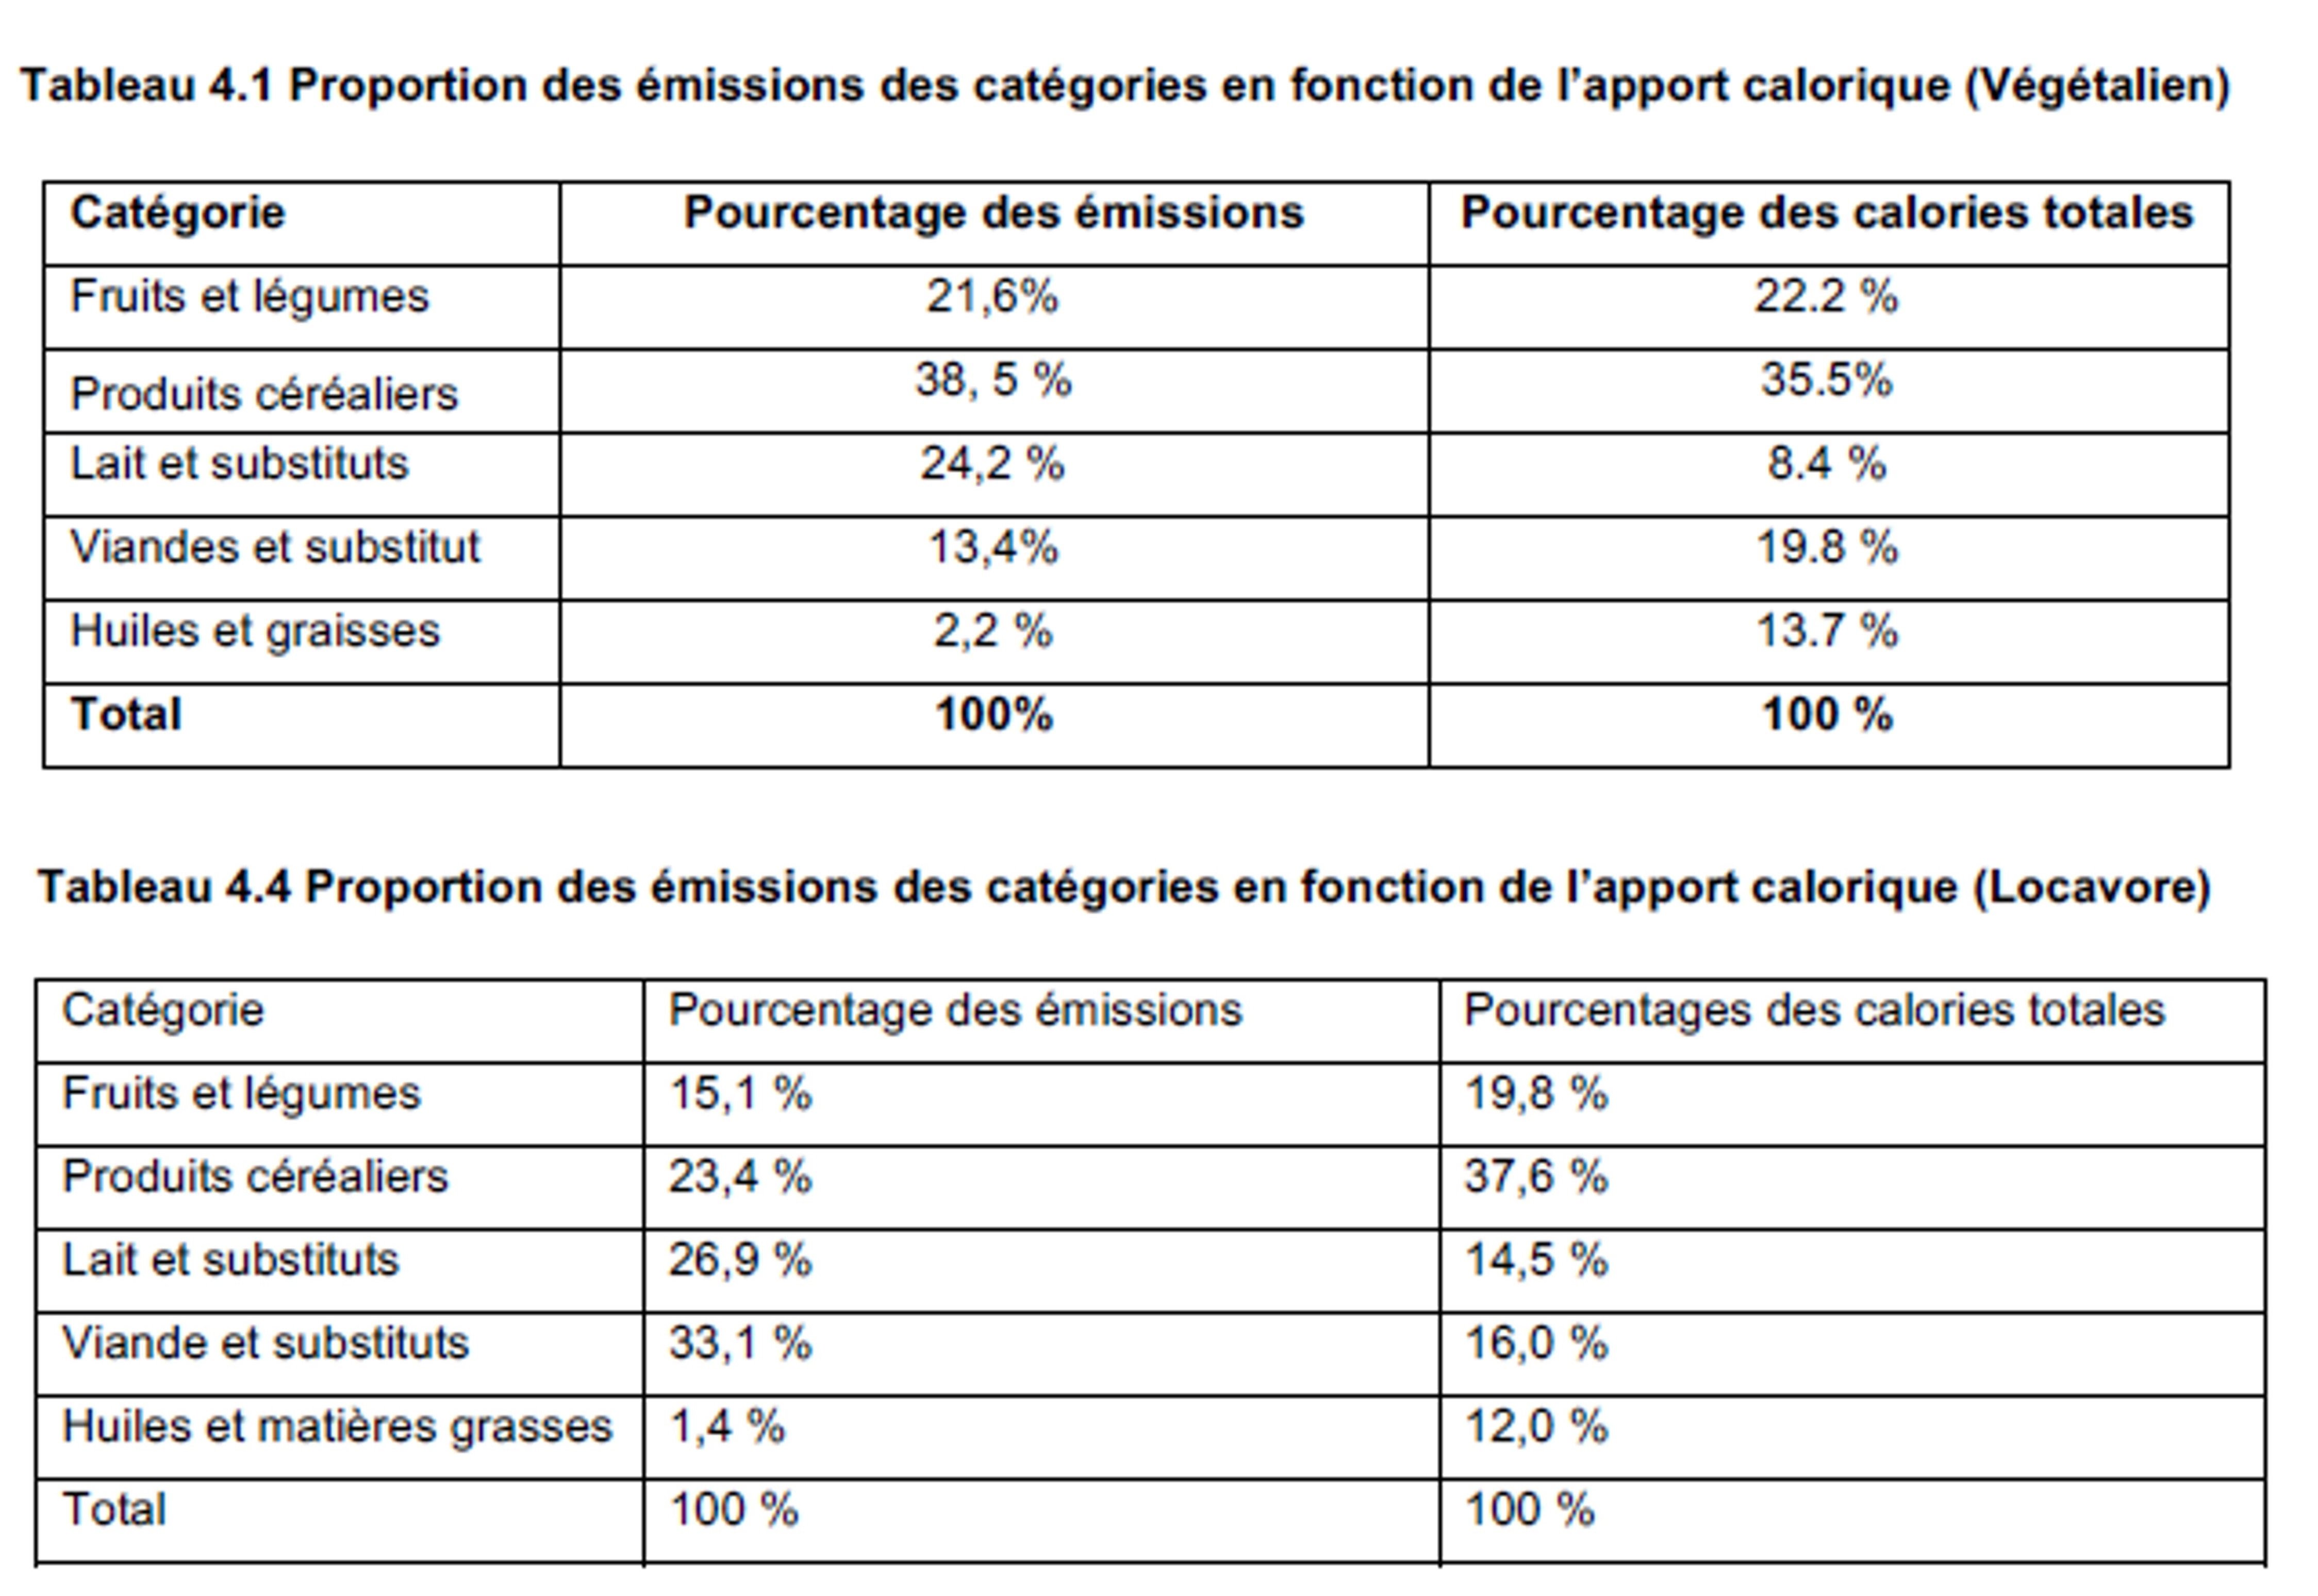 Tableau 4.1 Proportion des émissions des catégories en fonction de l'apport calorique (Végétalien)
Catégorie Pourcentage des émissions Pourcentage des calories totales
Fruits et légumes 21,6% 22.2 %
Produits céréaliers 38, 5 % 35.5%
Lait et substituts 24,2 % 8.4 %
Viandes et substitut 13,4% 19.8 %
Huiles et graisses 2,2 % 13.7 %
Total 100% 100 %
Tableau 4.4 Proportion des émissions des catégories en fonction de l'apport calorique (Locavore)
Catégorie Pourcentage des émissions Pourcentages des calories totales
Fruits et légumes 15,1 % 19,8 %
Produits céréaliers 23,4 % 37,6 %
Lait et substituts 26,9 % 14,5 %
Viande et substituts 33,1 % 16,0 %
Huiles et matières grasses 1,4 % 12,0 %
Total 100 % 100 %